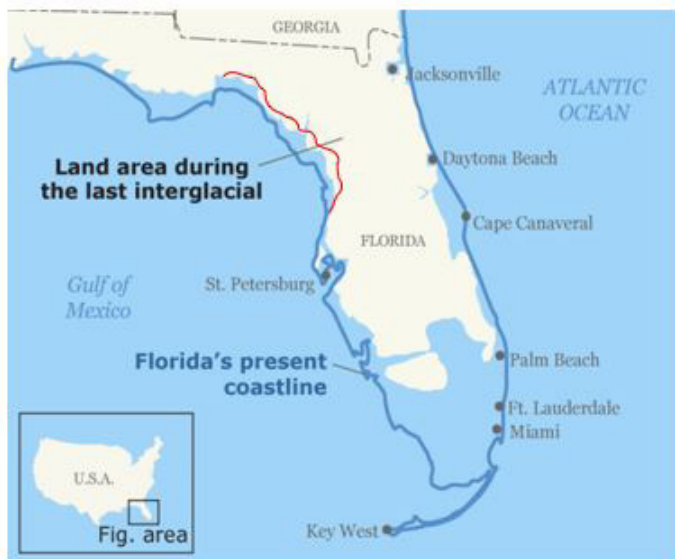 GEORGIA
Jacksonville
ATLANTIC
OCEAN
Land area during
the last interglacial
Daytona Beach
Cape Canaveral
FLORIDA
St. Petersburg
Gulf of
Mexico
Florida's present
coastline
Palm Beach
Ft. Lauderdale
Miami
U.S.A.
Fig. area
Key West